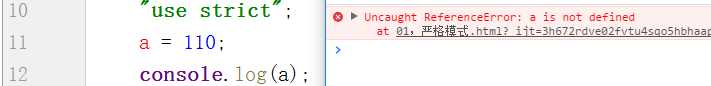 10 "use strict";
11 a = 110;
12 console.log(a);
Uncaught ReferenceError: a is not defined
at 01，严格模式.html?_ijt=3h672rdve02fvtu4sqo5hbhaap